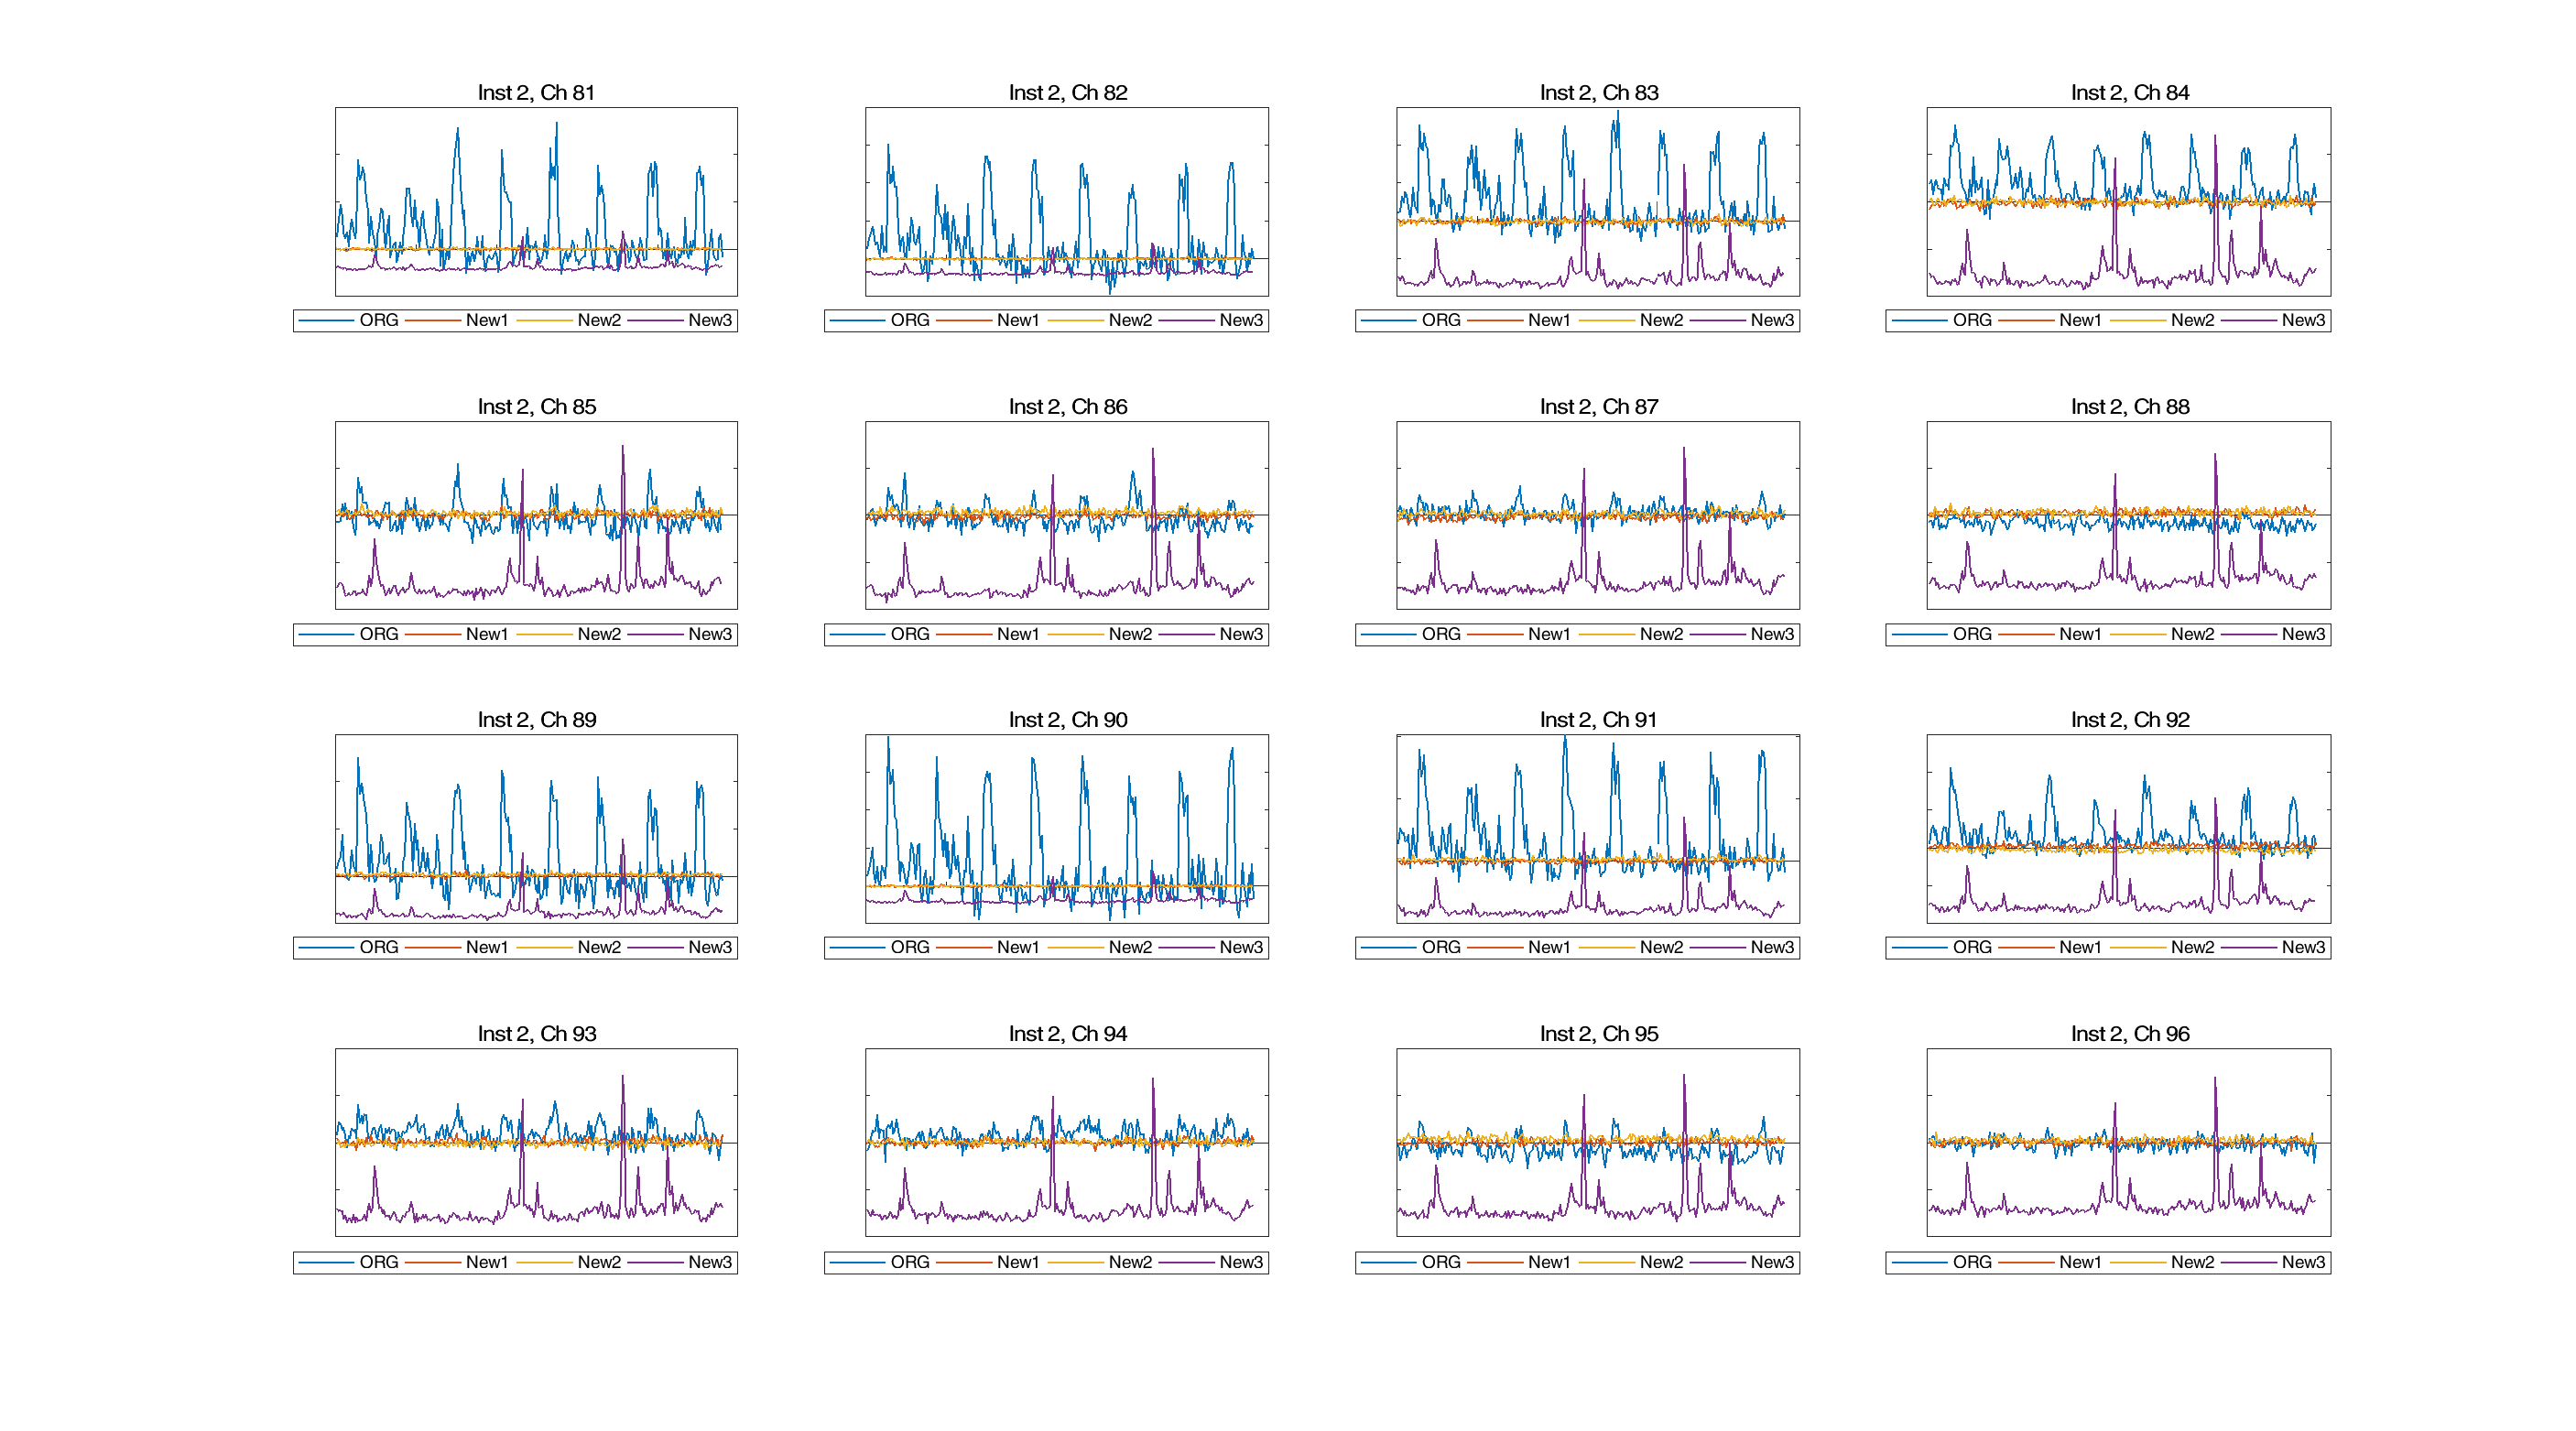 Inst 2, Ch 81
Inst 2, Ch 82
Inst 2, Ch 83
Inst 2, Ch 84
ORG New1 New2 New3
ORG New1 New2 New3
ORG New1 New2 New3
ORG New1 New2 New3
Inst 2, Ch 85
Inst 2, Ch 86
Inst 2, Ch 87
Inst 2, Ch 88
ORG New1 New2 New3
ORG New1 New2 New3
ORG New1 New2 New3
ORG New1 New2 New3
Inst 2, Ch 89
Inst 2, Ch 90
Inst 2, Ch 91
Inst 2, Ch 92
ORG New1 New2 New3
ORG New1 New2 New3
ORG New1 New2 New3
ORG New1 New2 New3
Inst 2, Ch 93
Inst 2, Ch 94
Inst 2, Ch 95
Inst 2, Ch 96
ORG New1 New2 New3
ORG New1 New2 New3
ORG New1 New2 New3
ORG New1 New2 New3